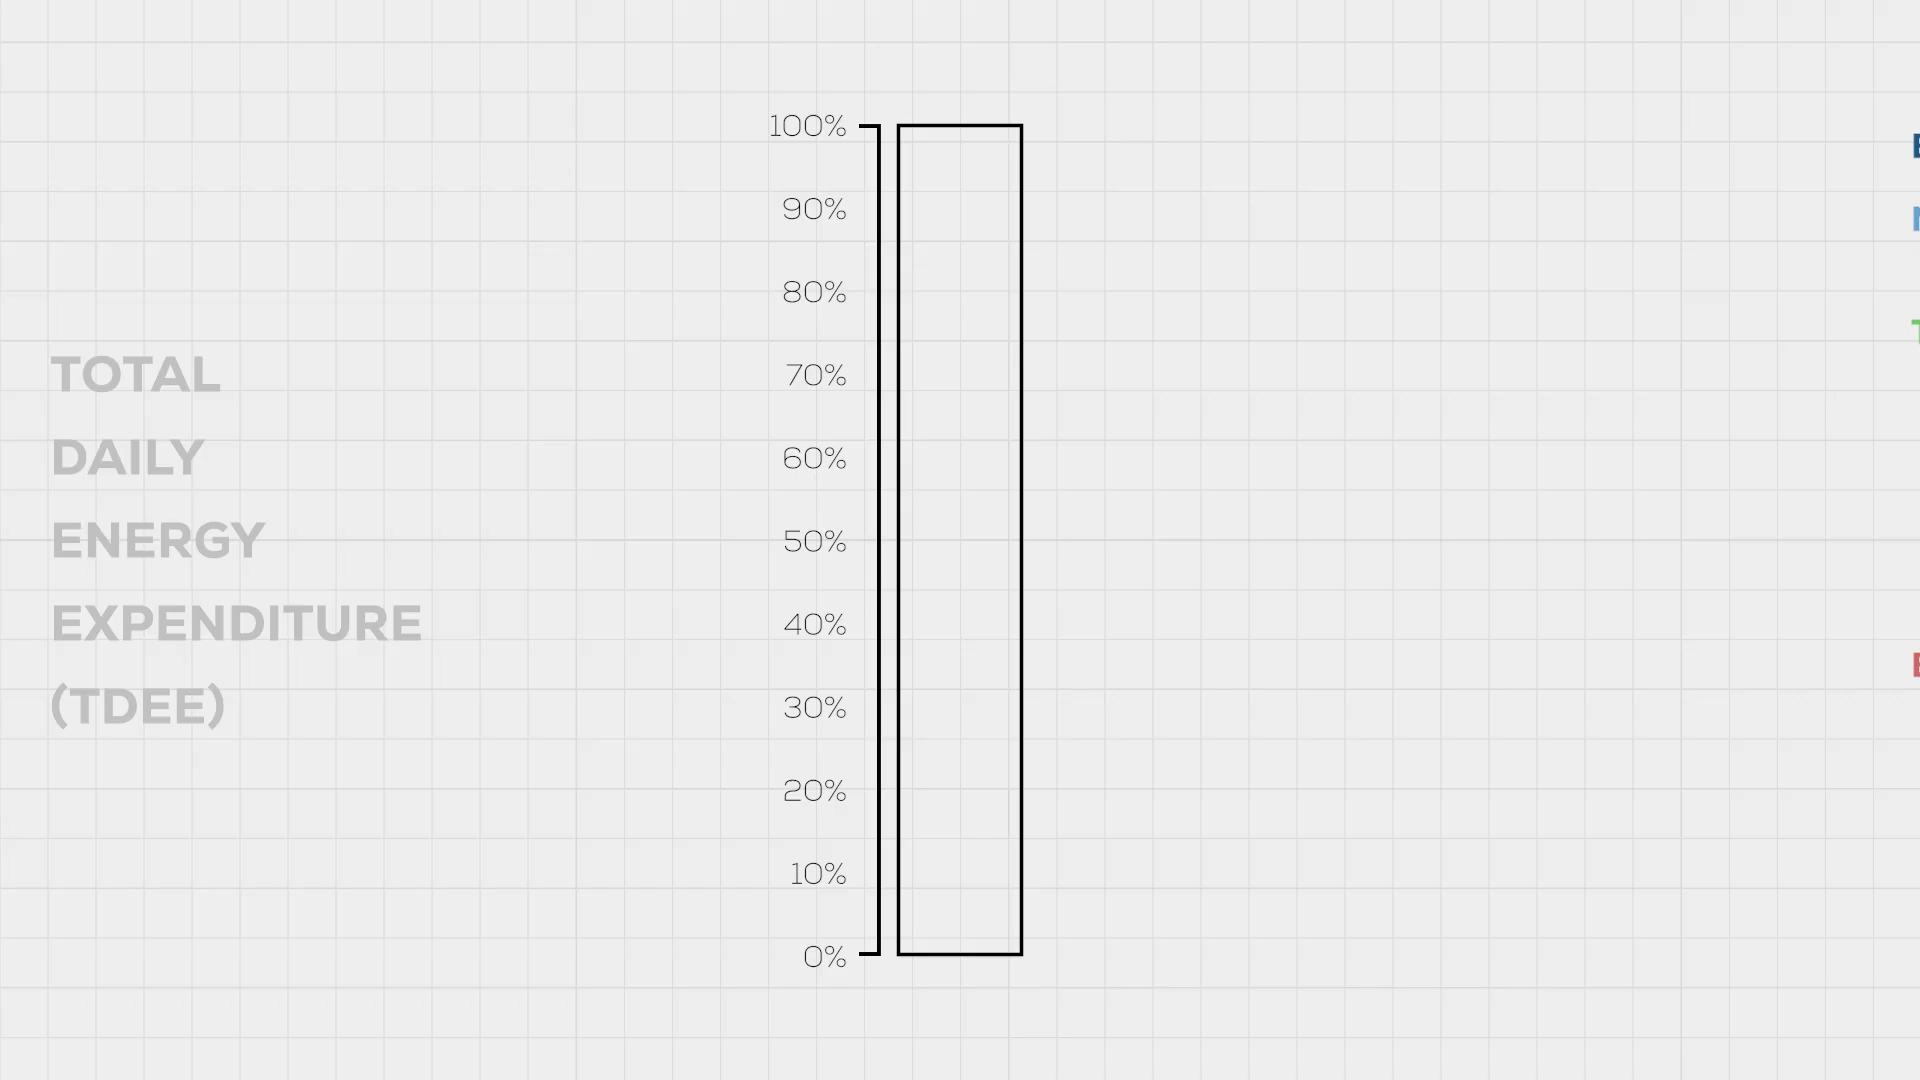 100%
90%
80%
70%
60%
50%
40%
30%
20%
10%
0%
TOTAL
DAILY
ENERGY
EXPENDITURE
(TDEE)